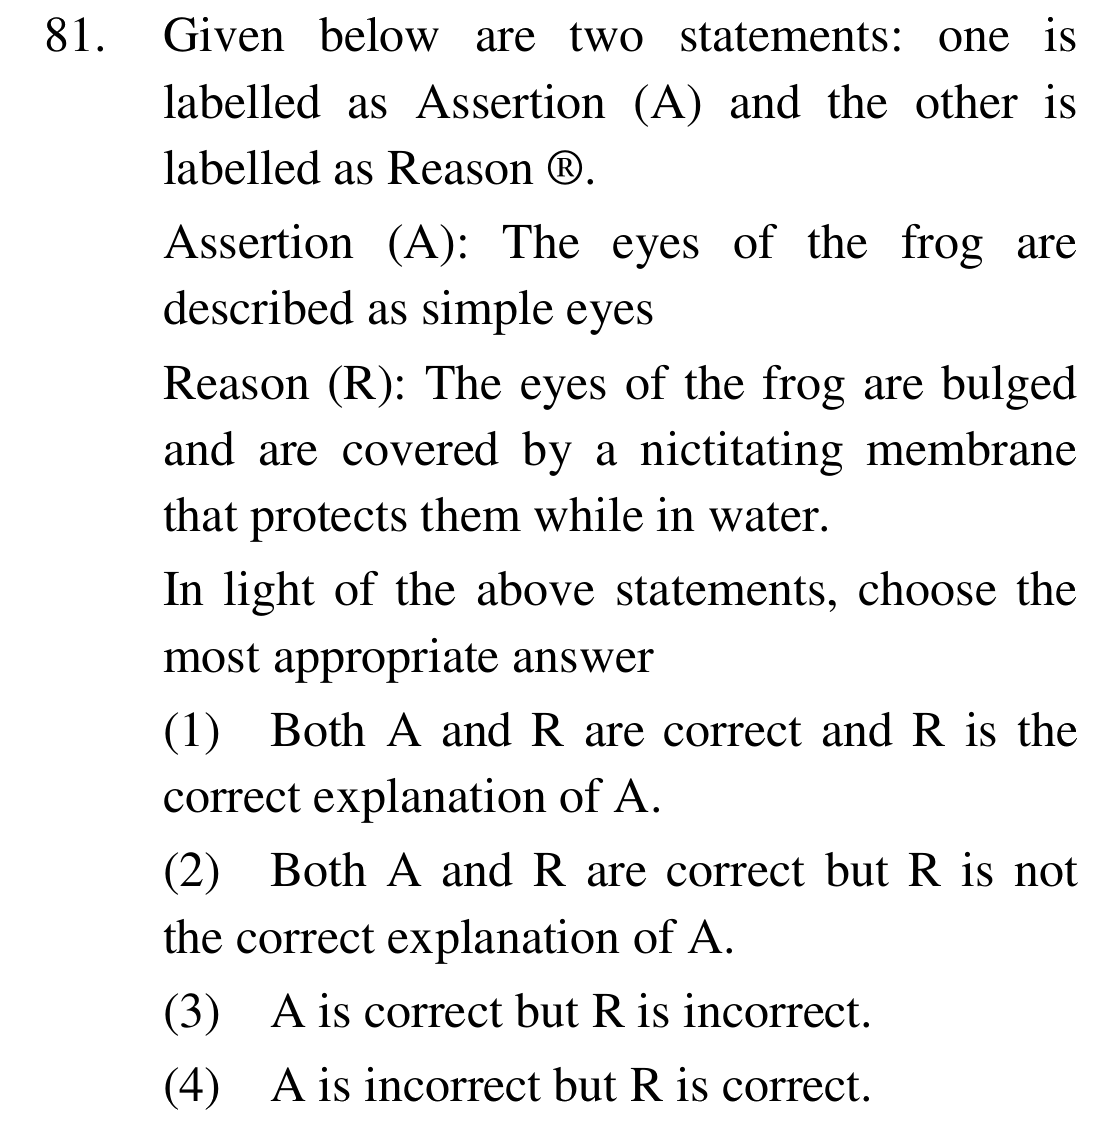 81. Given below are two statements: one is
labelled as Assertion (A) and the other is
labelled as Reason ®.
Assertion (A): The eyes of the frog are
described as simple eyes
Reason (R): The eyes of the frog are bulged
and are covered by a nictitating membrane
that protects them while in water.
In light of the above statements, choose the
most appropriate answer
(1) Both A and R are correct and R is the
correct explanation of A.
(2) Both A and R are correct but R is not
the correct explanation of A.
(3) A is correct but R is incorrect.
(4) A is incorrect but R is correct.